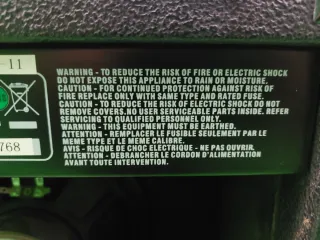 -11
768
WARNING - TO REDUCE THE RISK OF FIRE OR ELECTRIC SHOCK
DO NOT EXPOSE THIS APPLIANCE TO RAIN OR MOISTURE.
CAUTION - FOR CONTINUED PROTECTION AGAINST RISK OF
FIRE REPLACE ONLY WITH SAME TYPE AND RATED FUSE.
CAUTION - TO REDUCE THE RISK OF ELECTRIC SHOCK DO NOT
REMOVE COVERS.NO USER SERVICEABLE PARTS INSIDE. REFER
SERVICING TO QUALIFIED PERSONNEL ONLY.
WARNING - THIS EQUIPMENT MUST BE EARTHED.
ATTENTION - REMPLACER LE FUSIBLE SEULEMENT PAR LE
MEME TYPE ET LE MEME CALIBRE.
AVIS - RISQUE DE CHOC ELECTRIQUE - NE PAS OUVRIR.
ATTENTION - DEBRANCHER LE CORDON D'ALIMENTATION
AVANT TOUTE INTERVENTION.